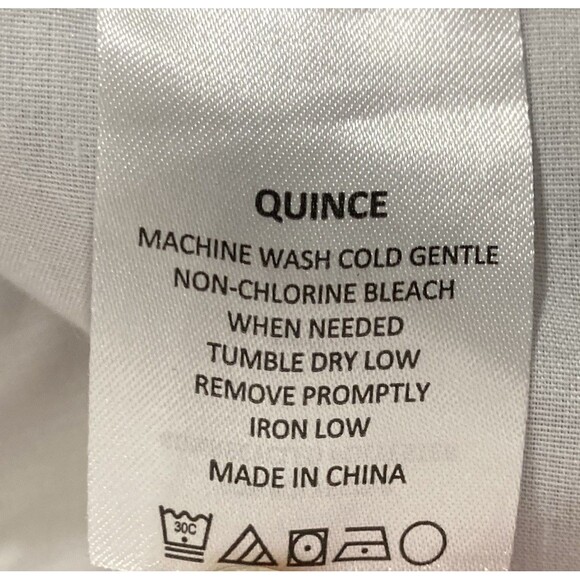 QUINCE
MACHINE WASH COLD GENTLE
NON-CHLORINE BLEACH
WHEN NEEDED
TUMBLE DRY LOW
REMOVE PROMPTLY
IRON LOW
MADE IN CHINA
30C